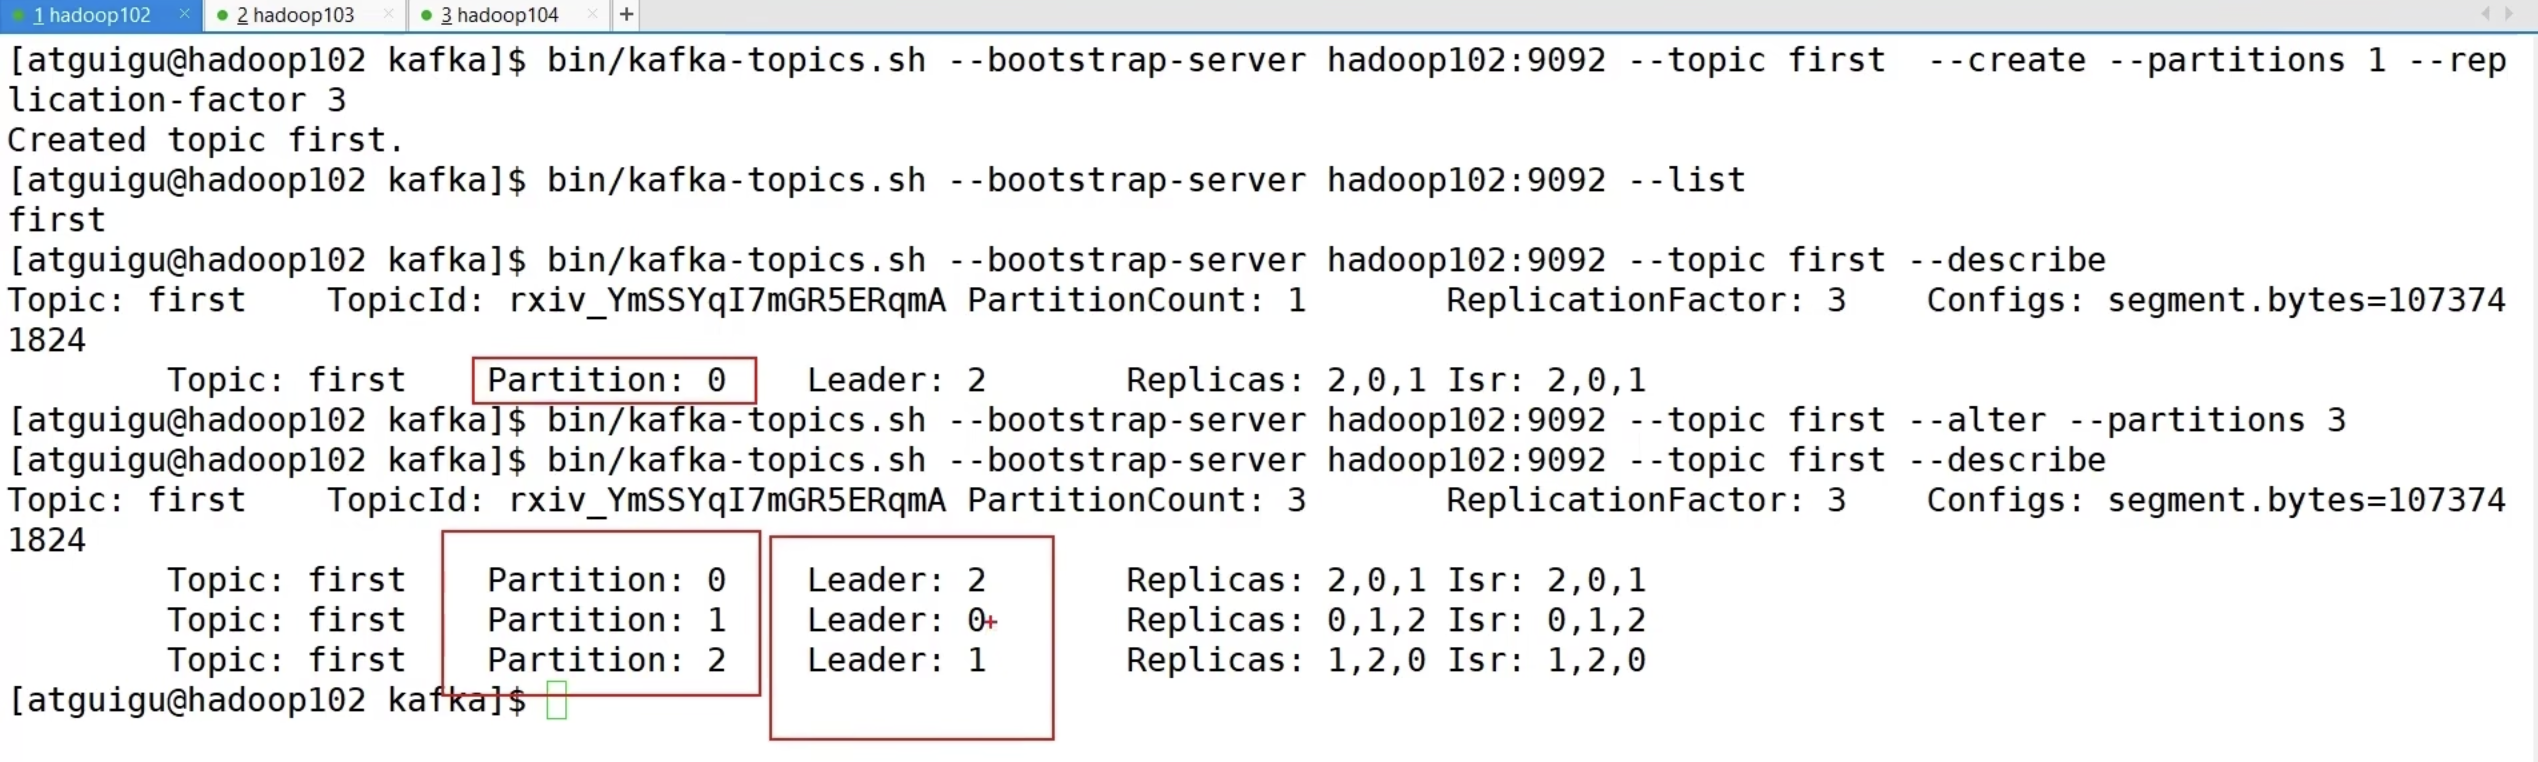 1 hadoop102 × 2 hadoop103 × 3 hadoop104 × +
[atguigu@hadoop102 kafka]$ bin/kafka-topics.sh --bootstrap-server hadoop102:9092 --topic first  --create --partitions 1 --rep
lication-factor 3
Created topic first.
[atguigu@hadoop102 kafka]$ bin/kafka-topics.sh --bootstrap-server hadoop102:9092 --list
first
[atguigu@hadoop102 kafka]$ bin/kafka-topics.sh --bootstrap-server hadoop102:9092 --topic first --describe
Topic: first    TopicId: rxiv_YmSSYqI7mGR5ERqmA PartitionCount: 1       ReplicationFactor: 3    Configs: segment.bytes=107374
1824
        Topic: first    Partition: 0    Leader: 2       Replicas: 2,0,1 Isr: 2,0,1
[atguigu@hadoop102 kafka]$ bin/kafka-topics.sh --bootstrap-server hadoop102:9092 --topic first --alter --partitions 3
[atguigu@hadoop102 kafka]$ bin/kafka-topics.sh --bootstrap-server hadoop102:9092 --topic first --describe
Topic: first    TopicId: rxiv_YmSSYqI7mGR5ERqmA PartitionCount: 3       ReplicationFactor: 3    Configs: segment.bytes=107374
1824
        Topic: first    Partition: 0    Leader: 2       Replicas: 2,0,1 Isr: 2,0,1
        Topic: first    Partition: 1    Leader: 0       Replicas: 0,1,2 Isr: 0,1,2
        Topic: first    Partition: 2    Leader: 1       Replicas: 1,2,0 Isr: 1,2,0
[atguigu@hadoop102 kafka]$